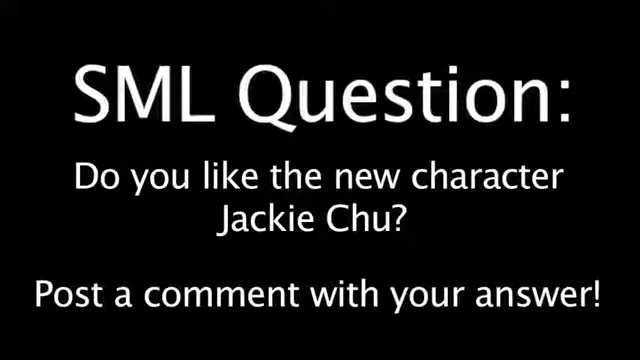 SML Question:
Do you like the new character
Jackie Chu?
Post a comment with your answer!